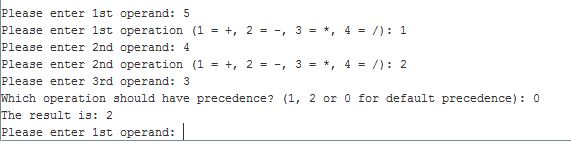 Please enter 1st operand: 5
Please enter 1st operation (1 = +, 2 = -, 3 = *, 4 = /): 1
Please enter 2nd operand: 4
Please enter 2nd operation (1 = +, 2 = -, 3 = *, 4 = /): 2
Please enter 3rd operand: 3
Which operation should have precedence? (1, 2 or 0 for default precedence): 0
The result is: 2
Please enter 1st operand: